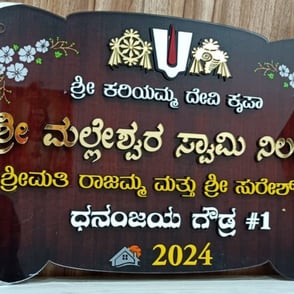 ಶ್ರೀ ಕರಿಯಮ್ಮ ದೇವಿ ಕೃಪಾ
ಶ್ರೀ ಮಲ್ಲೇಶ್ವರ ಸ್ವಾಮಿ ನಿಲ
ಶ್ರೀಮತಿ ರಾಜಮ್ಮ ಮತ್ತು ಶ್ರೀ ಸುರೇಶ್
ಧನಂಜಯ ಗೌಡ್ರ #1
2024